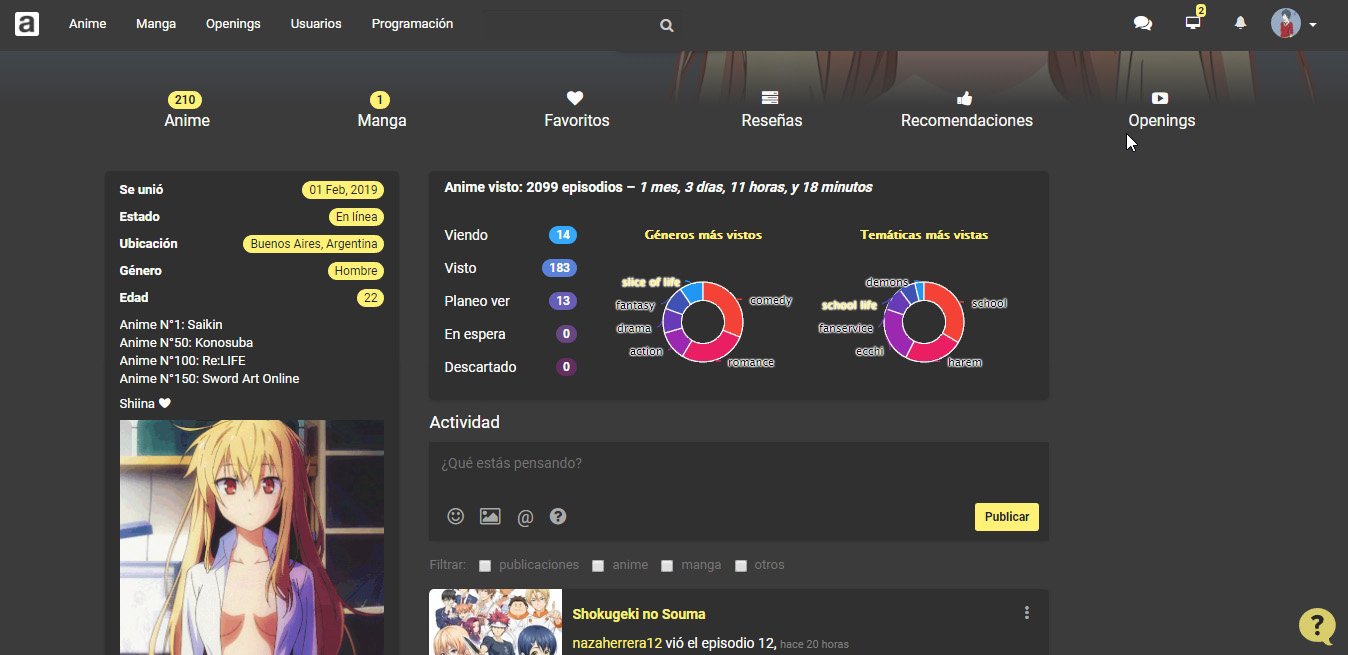 a Anime Manga Openings Usuarios Programación 2
210 1
Anime Manga Favoritos Reseñas Recomendaciones Openings
Se unió 01 Feb, 2019
Estado En línea
Ubicación Buenos Aires, Argentina
Género Hombre
Edad 22
Anime N°1: Saikin
Anime N°50: Konosuba
Anime N°100: Re:LIFE
Anime N°150: Sword Art Online
Shiina
Anime visto: 2099 episodios – 1 mes, 3 días, 11 horas, y 18 minutos
Viendo 14
Visto 183
Planeo ver 13
En espera 0
Descartado 0
Géneros más vistos
slice of life
fantasy
drama
action
comedy
romance
Temáticas más vistas
demons
school life
fanservice
ecchi
school
harem
Actividad
¿Qué estás pensando?
@ ?
Publicar
Filtrar: publicaciones anime manga otros
Shokugeki no Souma
nazaherrera12 vió el episodio 12, hace 20 horas
?